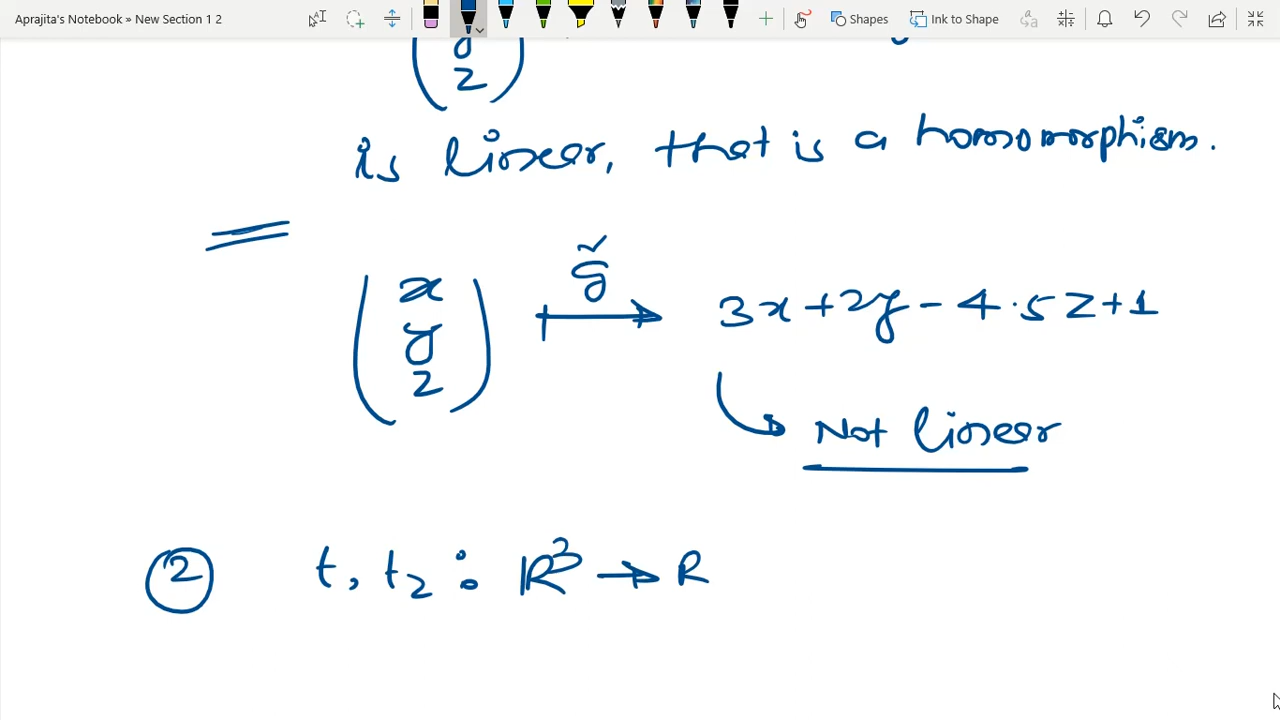 Aprajita's Notebook » New Section 1 2
Shapes
Ink to Shape
z
is linear, that is a homomorphism.
x
y
z
ĝ
3x+2y-4.5z+1
Not linear
2
t, t2 : R3 → R